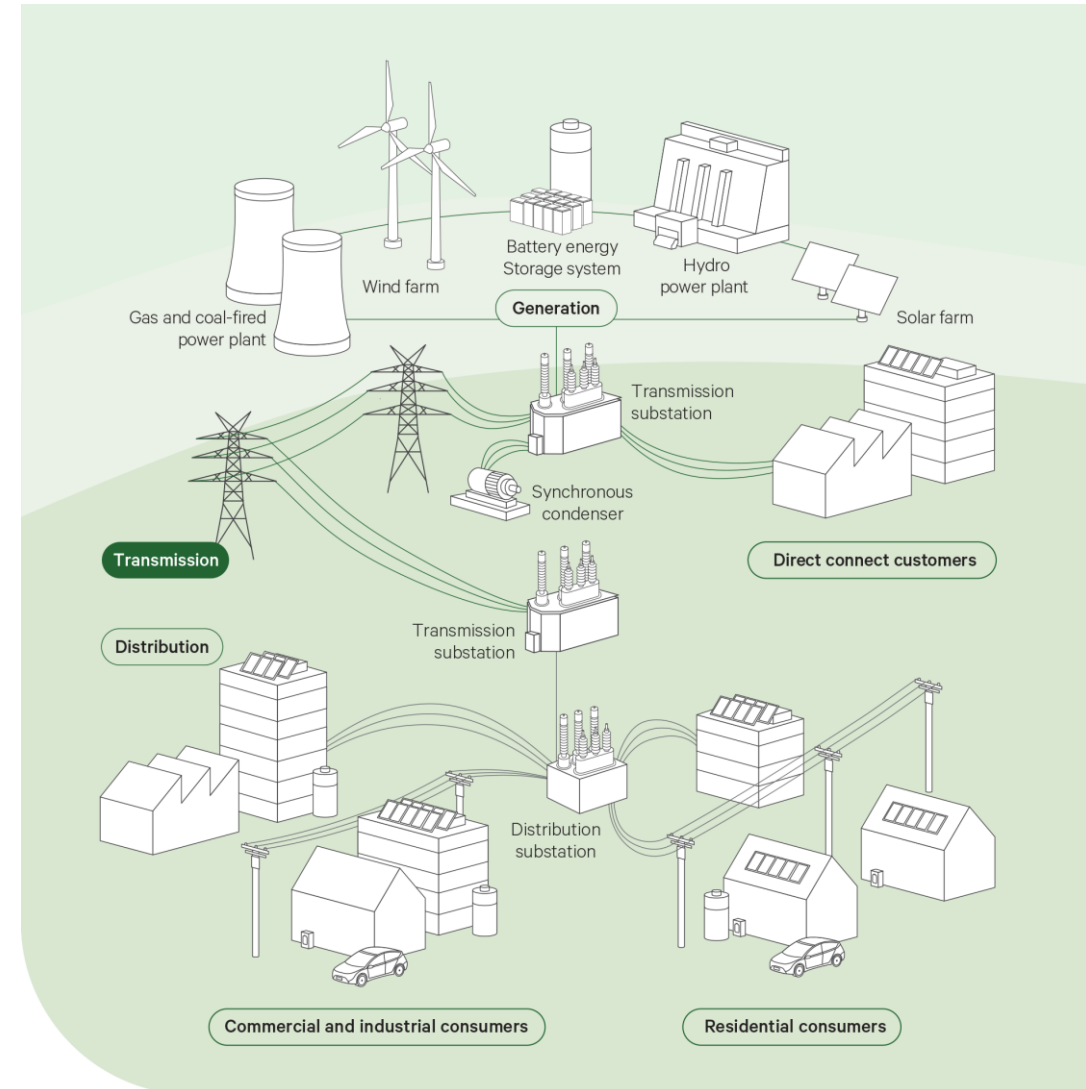 Battery energy
Storage system
Hydro
power plant
Wind farm
Generation
Gas and coal-fired
power plant
Solar farm
Transmission
substation
Synchronous
condenser
Transmission
Direct connect customers
Transmission
substation
Distribution
Distribution
substation
Commercial and industrial consumers
Residential consumers